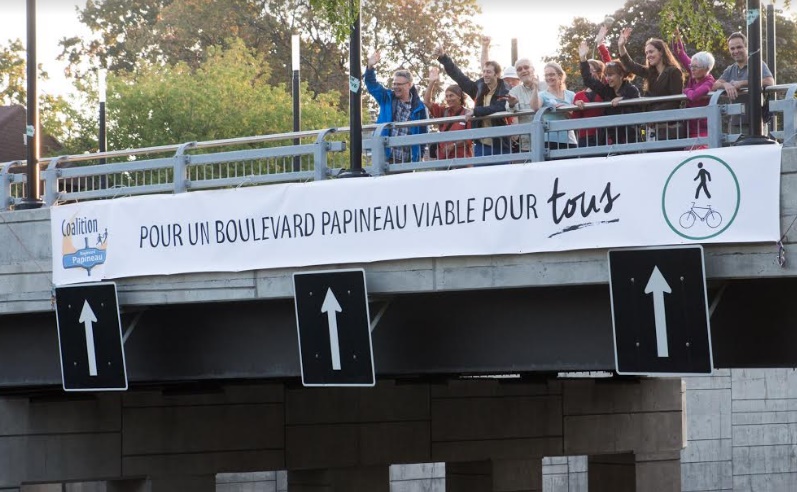 Coalition
Papineau
POUR UN BOULEVARD PAPINEAU VIABLE POUR tous